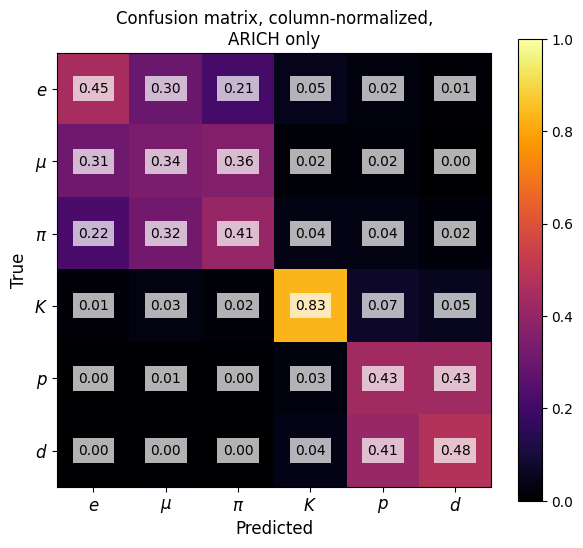 Confusion matrix, column-normalized,
ARICH only
1.0
0.8
0.6
0.4
0.2
0.0
True
e 0.45 0.30 0.21 0.05 0.02 0.01
μ 0.31 0.34 0.36 0.02 0.02 0.00
π 0.22 0.32 0.41 0.04 0.04 0.02
K 0.01 0.03 0.02 0.83 0.07 0.05
p 0.00 0.01 0.00 0.03 0.43 0.43
d 0.00 0.00 0.00 0.04 0.41 0.48
e μ π K p d
Predicted